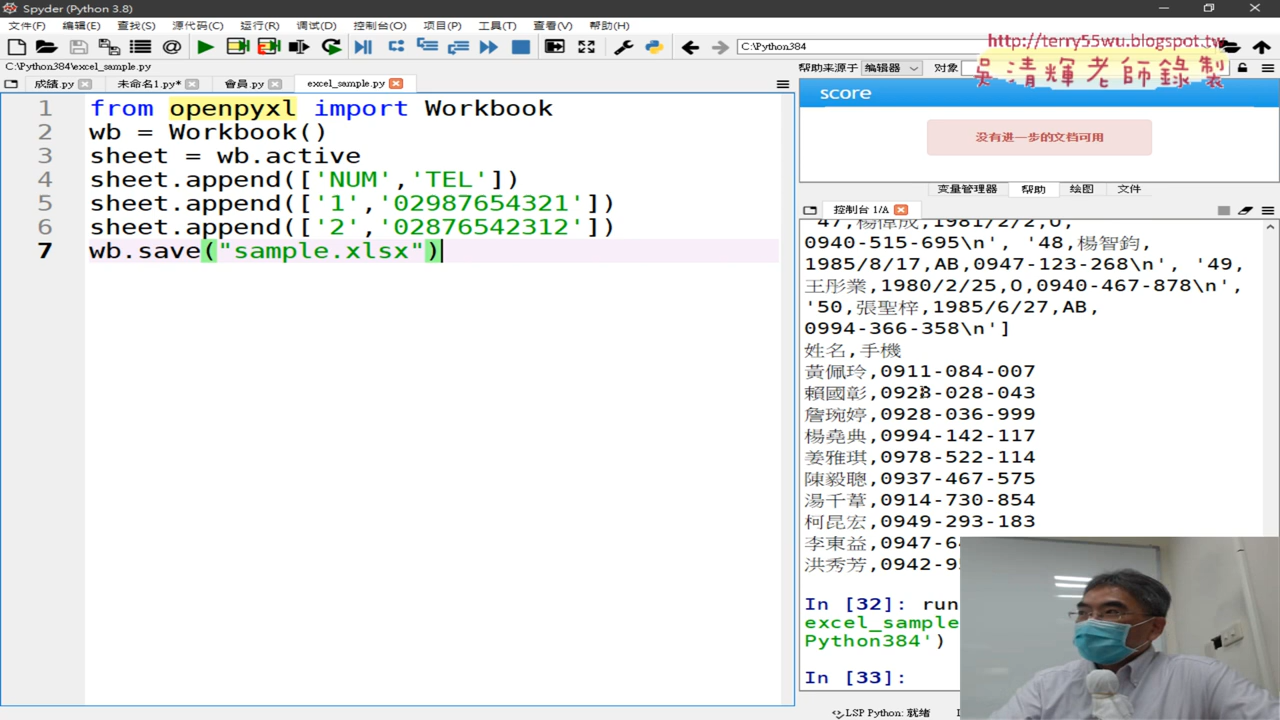 Spyder (Python 3.8)
文件(F) 编辑(E) 查找(S) 源代码(C) 运行(R) 调试(D) 控制台(O) 项目(P) 工具(T) 查看(V) 帮助(H)
C:\Python384
http://terry55wu.blogspot.tw
吳清輝老師錄製
C:\Python384\excel_sample.py
成績.py
未命名1.py*
會員.py
excel_sample.py
帮助来源于 编辑器 对象
1 from openpyxl import Workbook
2 wb = Workbook()
3 sheet = wb.active
4 sheet.append(['NUM','TEL'])
5 sheet.append(['1','02987654321'])
6 sheet.append(['2','02876542312'])
7 wb.save("sample.xlsx")
score
没有进一步的文档可用
变量管理器 帮助 绘图 文件
控制台 1/A
'47,楊偉成,1981/2/2,O,
0940-515-695\n', '48,楊智鈞,
1985/8/17,AB,0947-123-268\n', '49,
王彤業,1980/2/25,O,0940-467-878\n',
'50,張聖梓,1985/6/27,AB,
0994-366-358\n']
姓名,手機
黃佩玲,0911-084-007
賴國彰,0928-028-043
詹琬婷,0928-036-999
楊堯典,0994-142-117
姜雅琪,0978-522-114
陳毅聰,0937-467-575
湯千葦,0914-730-854
柯昆宏,0949-293-183
李東益,0947-6
洪秀芳,0942-9
In [32]: run
excel_sample
Python384')
In [33]:
LSP Python: 就绪